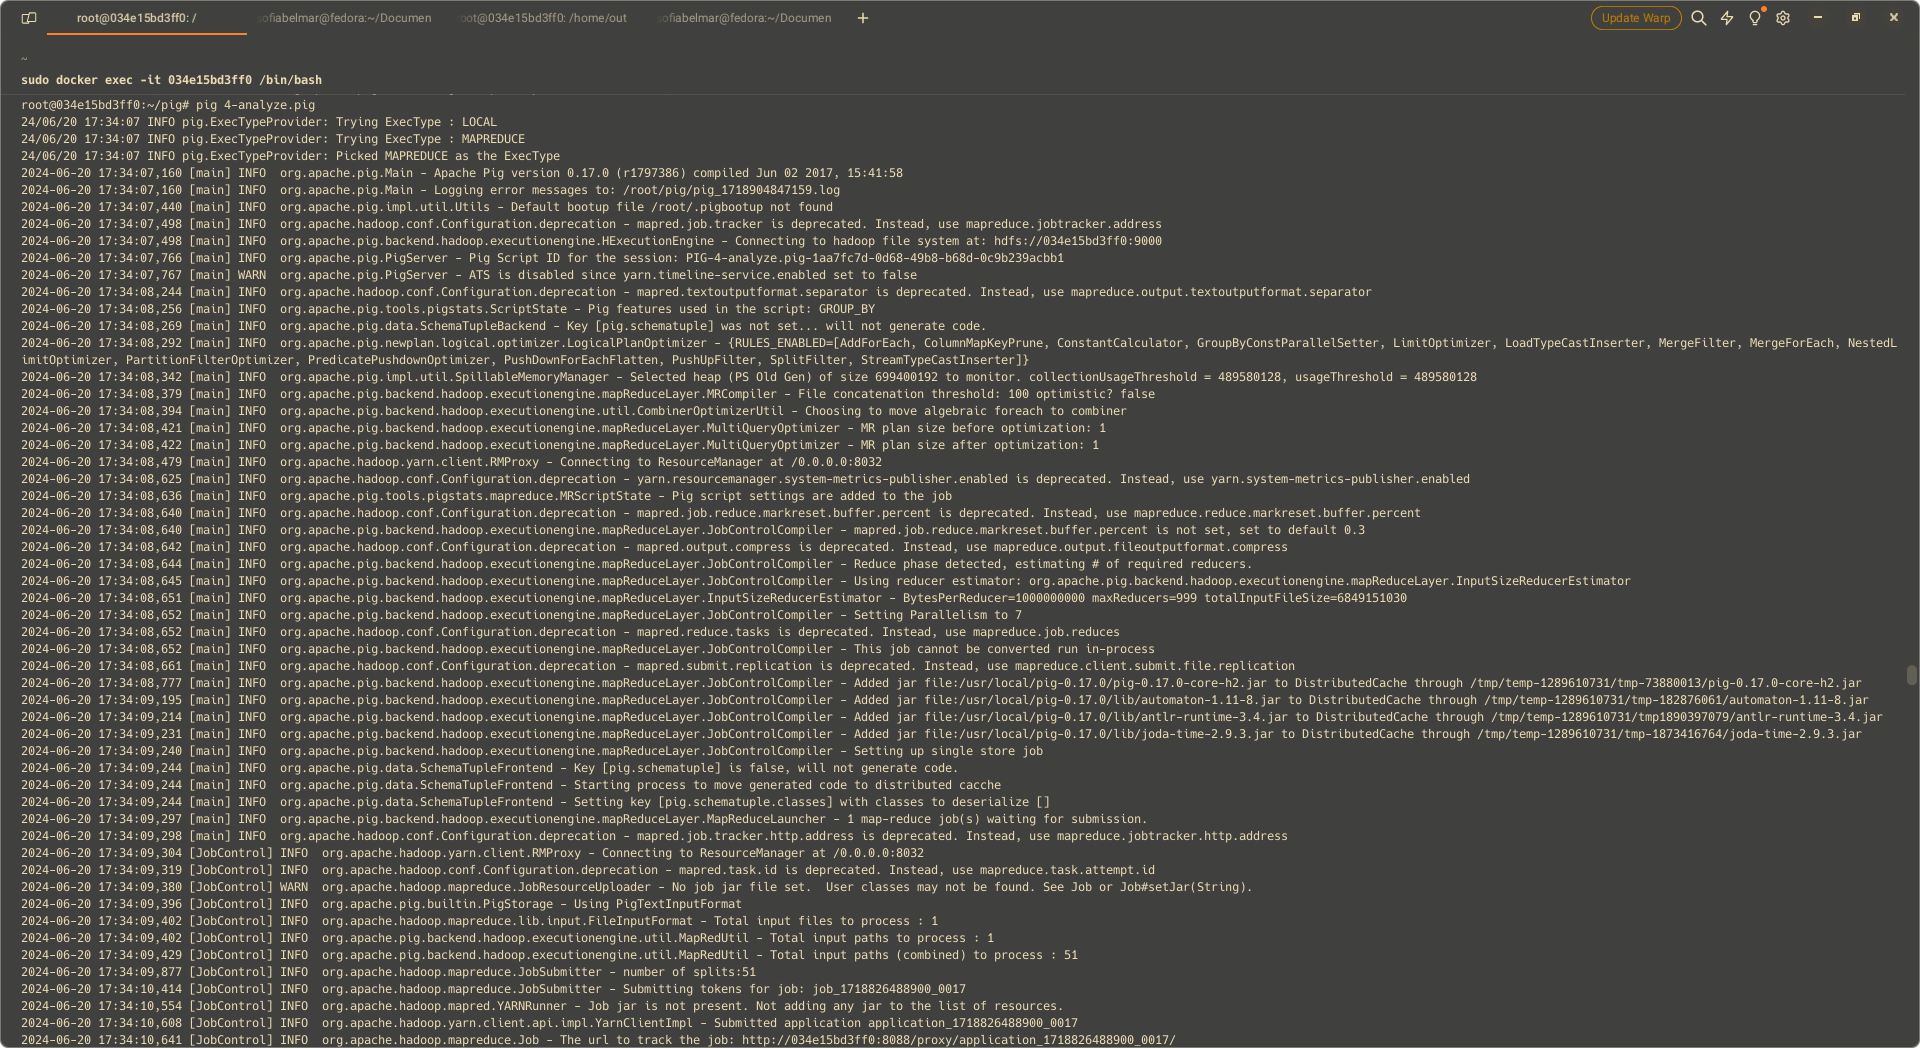 root@034e15bd3ff0: /
ofiabelmar@fedora:~/Documen
oot@034e15bd3ff0: /home/out
ofiabelmar@fedora:~/Documen
+
Update Warp
~
sudo docker exec -it 034e15bd3ff0 /bin/bash
root@034e15bd3ff0:~/pig# pig 4-analyze.pig
24/06/20 17:34:07 INFO pig.ExecTypeProvider: Trying ExecType : LOCAL
24/06/20 17:34:07 INFO pig.ExecTypeProvider: Trying ExecType : MAPREDUCE
24/06/20 17:34:07 INFO pig.ExecTypeProvider: Picked MAPREDUCE as the ExecType
2024-06-20 17:34:07,160 [main] INFO  org.apache.pig.Main - Apache Pig version 0.17.0 (r1797386) compiled Jun 02 2017, 15:41:58
2024-06-20 17:34:07,160 [main] INFO  org.apache.pig.Main - Logging error messages to: /root/pig/pig_1718904847159.log
2024-06-20 17:34:07,440 [main] INFO  org.apache.pig.impl.util.Utils - Default bootup file /root/.pigbootup not found
2024-06-20 17:34:07,498 [main] INFO  org.apache.hadoop.conf.Configuration.deprecation - mapred.job.tracker is deprecated. Instead, use mapreduce.jobtracker.address
2024-06-20 17:34:07,498 [main] INFO  org.apache.pig.backend.hadoop.executionengine.HExecutionEngine - Connecting to hadoop file system at: hdfs://034e15bd3ff0:9000
2024-06-20 17:34:07,766 [main] INFO  org.apache.pig.PigServer - Pig Script ID for the session: PIG-4-analyze.pig-1aa7fc7d-0d68-49b8-b68d-0c9b239acbb1
2024-06-20 17:34:07,767 [main] WARN  org.apache.pig.PigServer - ATS is disabled since yarn.timeline-service.enabled set to false
2024-06-20 17:34:08,244 [main] INFO  org.apache.hadoop.conf.Configuration.deprecation - mapred.textoutputformat.separator is deprecated. Instead, use mapreduce.output.textoutputformat.separator
2024-06-20 17:34:08,256 [main] INFO  org.apache.pig.tools.pigstats.ScriptState - Pig features used in the script: GROUP_BY
2024-06-20 17:34:08,269 [main] INFO  org.apache.pig.data.SchemaTupleBackend - Key [pig.schematuple] was not set... will not generate code.
2024-06-20 17:34:08,292 [main] INFO  org.apache.pig.newplan.logical.optimizer.LogicalPlanOptimizer - {RULES_ENABLED=[AddForEach, ColumnMapKeyPrune, ConstantCalculator, GroupByConstParallelSetter, LimitOptimizer, LoadTypeCastInserter, MergeFilter, MergeForEach, NestedL
imitOptimizer, PartitionFilterOptimizer, PredicatePushdownOptimizer, PushDownForEachFlatten, PushUpFilter, SplitFilter, StreamTypeCastInserter]}
2024-06-20 17:34:08,342 [main] INFO  org.apache.pig.impl.util.SpillableMemoryManager - Selected heap (PS Old Gen) of size 699400192 to monitor. collectionUsageThreshold = 489580128, usageThreshold = 489580128
2024-06-20 17:34:08,379 [main] INFO  org.apache.pig.backend.hadoop.executionengine.mapReduceLayer.MRCompiler - File concatenation threshold: 100 optimistic? false
2024-06-20 17:34:08,394 [main] INFO  org.apache.pig.backend.hadoop.executionengine.util.CombinerOptimizerUtil - Choosing to move algebraic foreach to combiner
2024-06-20 17:34:08,421 [main] INFO  org.apache.pig.backend.hadoop.executionengine.mapReduceLayer.MultiQueryOptimizer - MR plan size before optimization: 1
2024-06-20 17:34:08,422 [main] INFO  org.apache.pig.backend.hadoop.executionengine.mapReduceLayer.MultiQueryOptimizer - MR plan size after optimization: 1
2024-06-20 17:34:08,479 [main] INFO  org.apache.hadoop.yarn.client.RMProxy - Connecting to ResourceManager at /0.0.0.0:8032
2024-06-20 17:34:08,625 [main] INFO  org.apache.hadoop.conf.Configuration.deprecation - yarn.resourcemanager.system-metrics-publisher.enabled is deprecated. Instead, use yarn.system-metrics-publisher.enabled
2024-06-20 17:34:08,636 [main] INFO  org.apache.pig.tools.pigstats.mapreduce.MRScriptState - Pig script settings are added to the job
2024-06-20 17:34:08,640 [main] INFO  org.apache.hadoop.conf.Configuration.deprecation - mapred.job.reduce.markreset.buffer.percent is deprecated. Instead, use mapreduce.reduce.markreset.buffer.percent
2024-06-20 17:34:08,640 [main] INFO  org.apache.pig.backend.hadoop.executionengine.mapReduceLayer.JobControlCompiler - mapred.job.reduce.markreset.buffer.percent is not set, set to default 0.3
2024-06-20 17:34:08,642 [main] INFO  org.apache.hadoop.conf.Configuration.deprecation - mapred.output.compress is deprecated. Instead, use mapreduce.output.fileoutputformat.compress
2024-06-20 17:34:08,644 [main] INFO  org.apache.pig.backend.hadoop.executionengine.mapReduceLayer.JobControlCompiler - Reduce phase detected, estimating # of required reducers.
2024-06-20 17:34:08,645 [main] INFO  org.apache.pig.backend.hadoop.executionengine.mapReduceLayer.JobControlCompiler - Using reducer estimator: org.apache.pig.backend.hadoop.executionengine.mapReduceLayer.InputSizeReducerEstimator
2024-06-20 17:34:08,651 [main] INFO  org.apache.pig.backend.hadoop.executionengine.mapReduceLayer.InputSizeReducerEstimator - BytesPerReducer=1000000000 maxReducers=999 totalInputFileSize=6849151030
2024-06-20 17:34:08,652 [main] INFO  org.apache.pig.backend.hadoop.executionengine.mapReduceLayer.JobControlCompiler - Setting Parallelism to 7
2024-06-20 17:34:08,652 [main] INFO  org.apache.hadoop.conf.Configuration.deprecation - mapred.reduce.tasks is deprecated. Instead, use mapreduce.job.reduces
2024-06-20 17:34:08,652 [main] INFO  org.apache.pig.backend.hadoop.executionengine.mapReduceLayer.JobControlCompiler - This job cannot be converted run in-process
2024-06-20 17:34:08,661 [main] INFO  org.apache.hadoop.conf.Configuration.deprecation - mapred.submit.replication is deprecated. Instead, use mapreduce.client.submit.file.replication
2024-06-20 17:34:08,777 [main] INFO  org.apache.pig.backend.hadoop.executionengine.mapReduceLayer.JobControlCompiler - Added jar file:/usr/local/pig-0.17.0/pig-0.17.0-core-h2.jar to DistributedCache through /tmp/temp-1289610731/tmp-73880013/pig-0.17.0-core-h2.jar
2024-06-20 17:34:09,195 [main] INFO  org.apache.pig.backend.hadoop.executionengine.mapReduceLayer.JobControlCompiler - Added jar file:/usr/local/pig-0.17.0/lib/automaton-1.11-8.jar to DistributedCache through /tmp/temp-1289610731/tmp-182876061/automaton-1.11-8.jar
2024-06-20 17:34:09,214 [main] INFO  org.apache.pig.backend.hadoop.executionengine.mapReduceLayer.JobControlCompiler - Added jar file:/usr/local/pig-0.17.0/lib/antlr-runtime-3.4.jar to DistributedCache through /tmp/temp-1289610731/tmp1890397079/antlr-runtime-3.4.jar
2024-06-20 17:34:09,231 [main] INFO  org.apache.pig.backend.hadoop.executionengine.mapReduceLayer.JobControlCompiler - Added jar file:/usr/local/pig-0.17.0/lib/joda-time-2.9.3.jar to DistributedCache through /tmp/temp-1289610731/tmp-1873416764/joda-time-2.9.3.jar
2024-06-20 17:34:09,240 [main] INFO  org.apache.pig.backend.hadoop.executionengine.mapReduceLayer.JobControlCompiler - Setting up single store job
2024-06-20 17:34:09,244 [main] INFO  org.apache.pig.data.SchemaTupleFrontend - Key [pig.schematuple] is false, will not generate code.
2024-06-20 17:34:09,244 [main] INFO  org.apache.pig.data.SchemaTupleFrontend - Starting process to move generated code to distributed cacche
2024-06-20 17:34:09,244 [main] INFO  org.apache.pig.data.SchemaTupleFrontend - Setting key [pig.schematuple.classes] with classes to deserialize []
2024-06-20 17:34:09,297 [main] INFO  org.apache.pig.backend.hadoop.executionengine.mapReduceLayer.MapReduceLauncher - 1 map-reduce job(s) waiting for submission.
2024-06-20 17:34:09,298 [main] INFO  org.apache.hadoop.conf.Configuration.deprecation - mapred.job.tracker.http.address is deprecated. Instead, use mapreduce.jobtracker.http.address
2024-06-20 17:34:09,304 [JobControl] INFO  org.apache.hadoop.yarn.client.RMProxy - Connecting to ResourceManager at /0.0.0.0:8032
2024-06-20 17:34:09,319 [JobControl] INFO  org.apache.hadoop.conf.Configuration.deprecation - mapred.task.id is deprecated. Instead, use mapreduce.task.attempt.id
2024-06-20 17:34:09,380 [JobControl] WARN  org.apache.hadoop.mapreduce.JobResourceUploader - No job jar file set.  User classes may not be found. See Job or Job#setJar(String).
2024-06-20 17:34:09,396 [JobControl] INFO  org.apache.pig.builtin.PigStorage - Using PigTextInputFormat
2024-06-20 17:34:09,402 [JobControl] INFO  org.apache.hadoop.mapreduce.lib.input.FileInputFormat - Total input files to process : 1
2024-06-20 17:34:09,402 [JobControl] INFO  org.apache.pig.backend.hadoop.executionengine.util.MapRedUtil - Total input paths to process : 1
2024-06-20 17:34:09,429 [JobControl] INFO  org.apache.pig.backend.hadoop.executionengine.util.MapRedUtil - Total input paths (combined) to process : 51
2024-06-20 17:34:09,877 [JobControl] INFO  org.apache.hadoop.mapreduce.JobSubmitter - number of splits:51
2024-06-20 17:34:10,414 [JobControl] INFO  org.apache.hadoop.mapreduce.JobSubmitter - Submitting tokens for job: job_1718826488900_0017
2024-06-20 17:34:10,554 [JobControl] INFO  org.apache.hadoop.mapred.YARNRunner - Job jar is not present. Not adding any jar to the list of resources.
2024-06-20 17:34:10,608 [JobControl] INFO  org.apache.hadoop.yarn.client.api.impl.YarnClientImpl - Submitted application application_1718826488900_0017
2024-06-20 17:34:10,641 [JobControl] INFO  org.apache.hadoop.mapreduce.Job - The url to track the job: http://034e15bd3ff0:8088/proxy/application_1718826488900_0017/